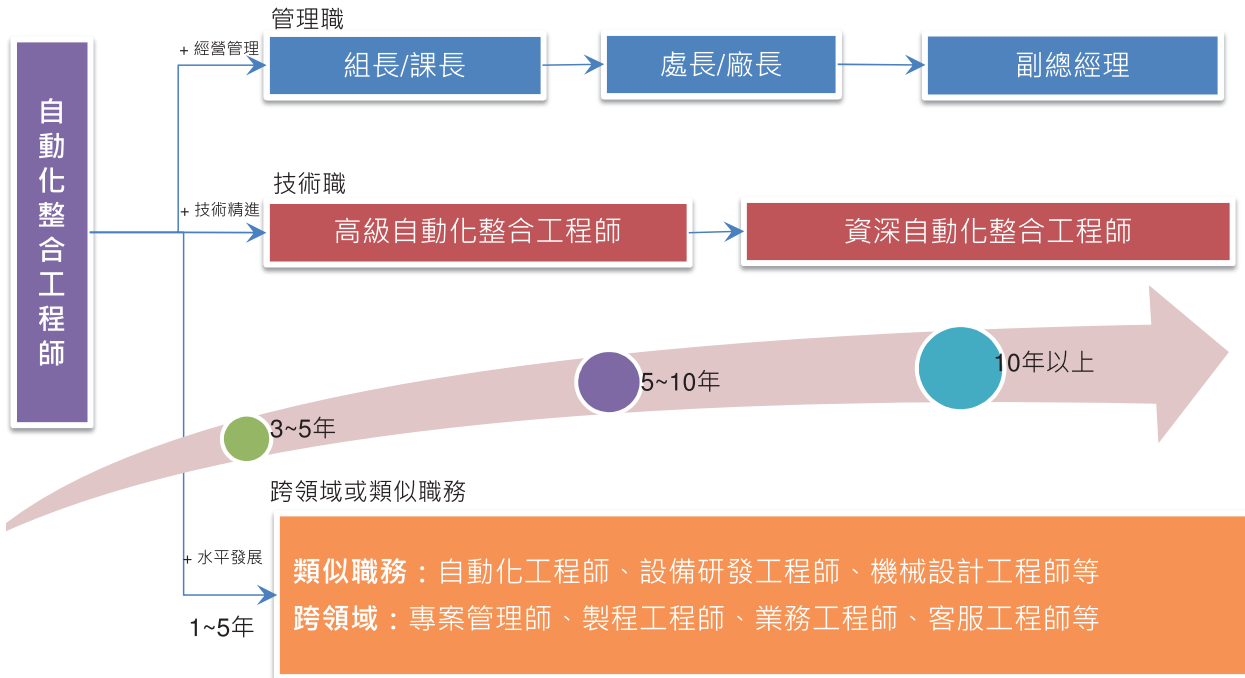 自動化整合工程師
管理職
+ 經營管理
組長/課長
處長/廠長
副總經理
技術職
+ 技術精進
高級自動化整合工程師
資深自動化整合工程師
3~5年
5~10年
10年以上
跨領域或類似職務
+ 水平發展
1~5年
類似職務：自動化工程師、設備研發工程師、機械設計工程師等
跨領域：專案管理師、製程工程師、業務工程師、客服工程師等